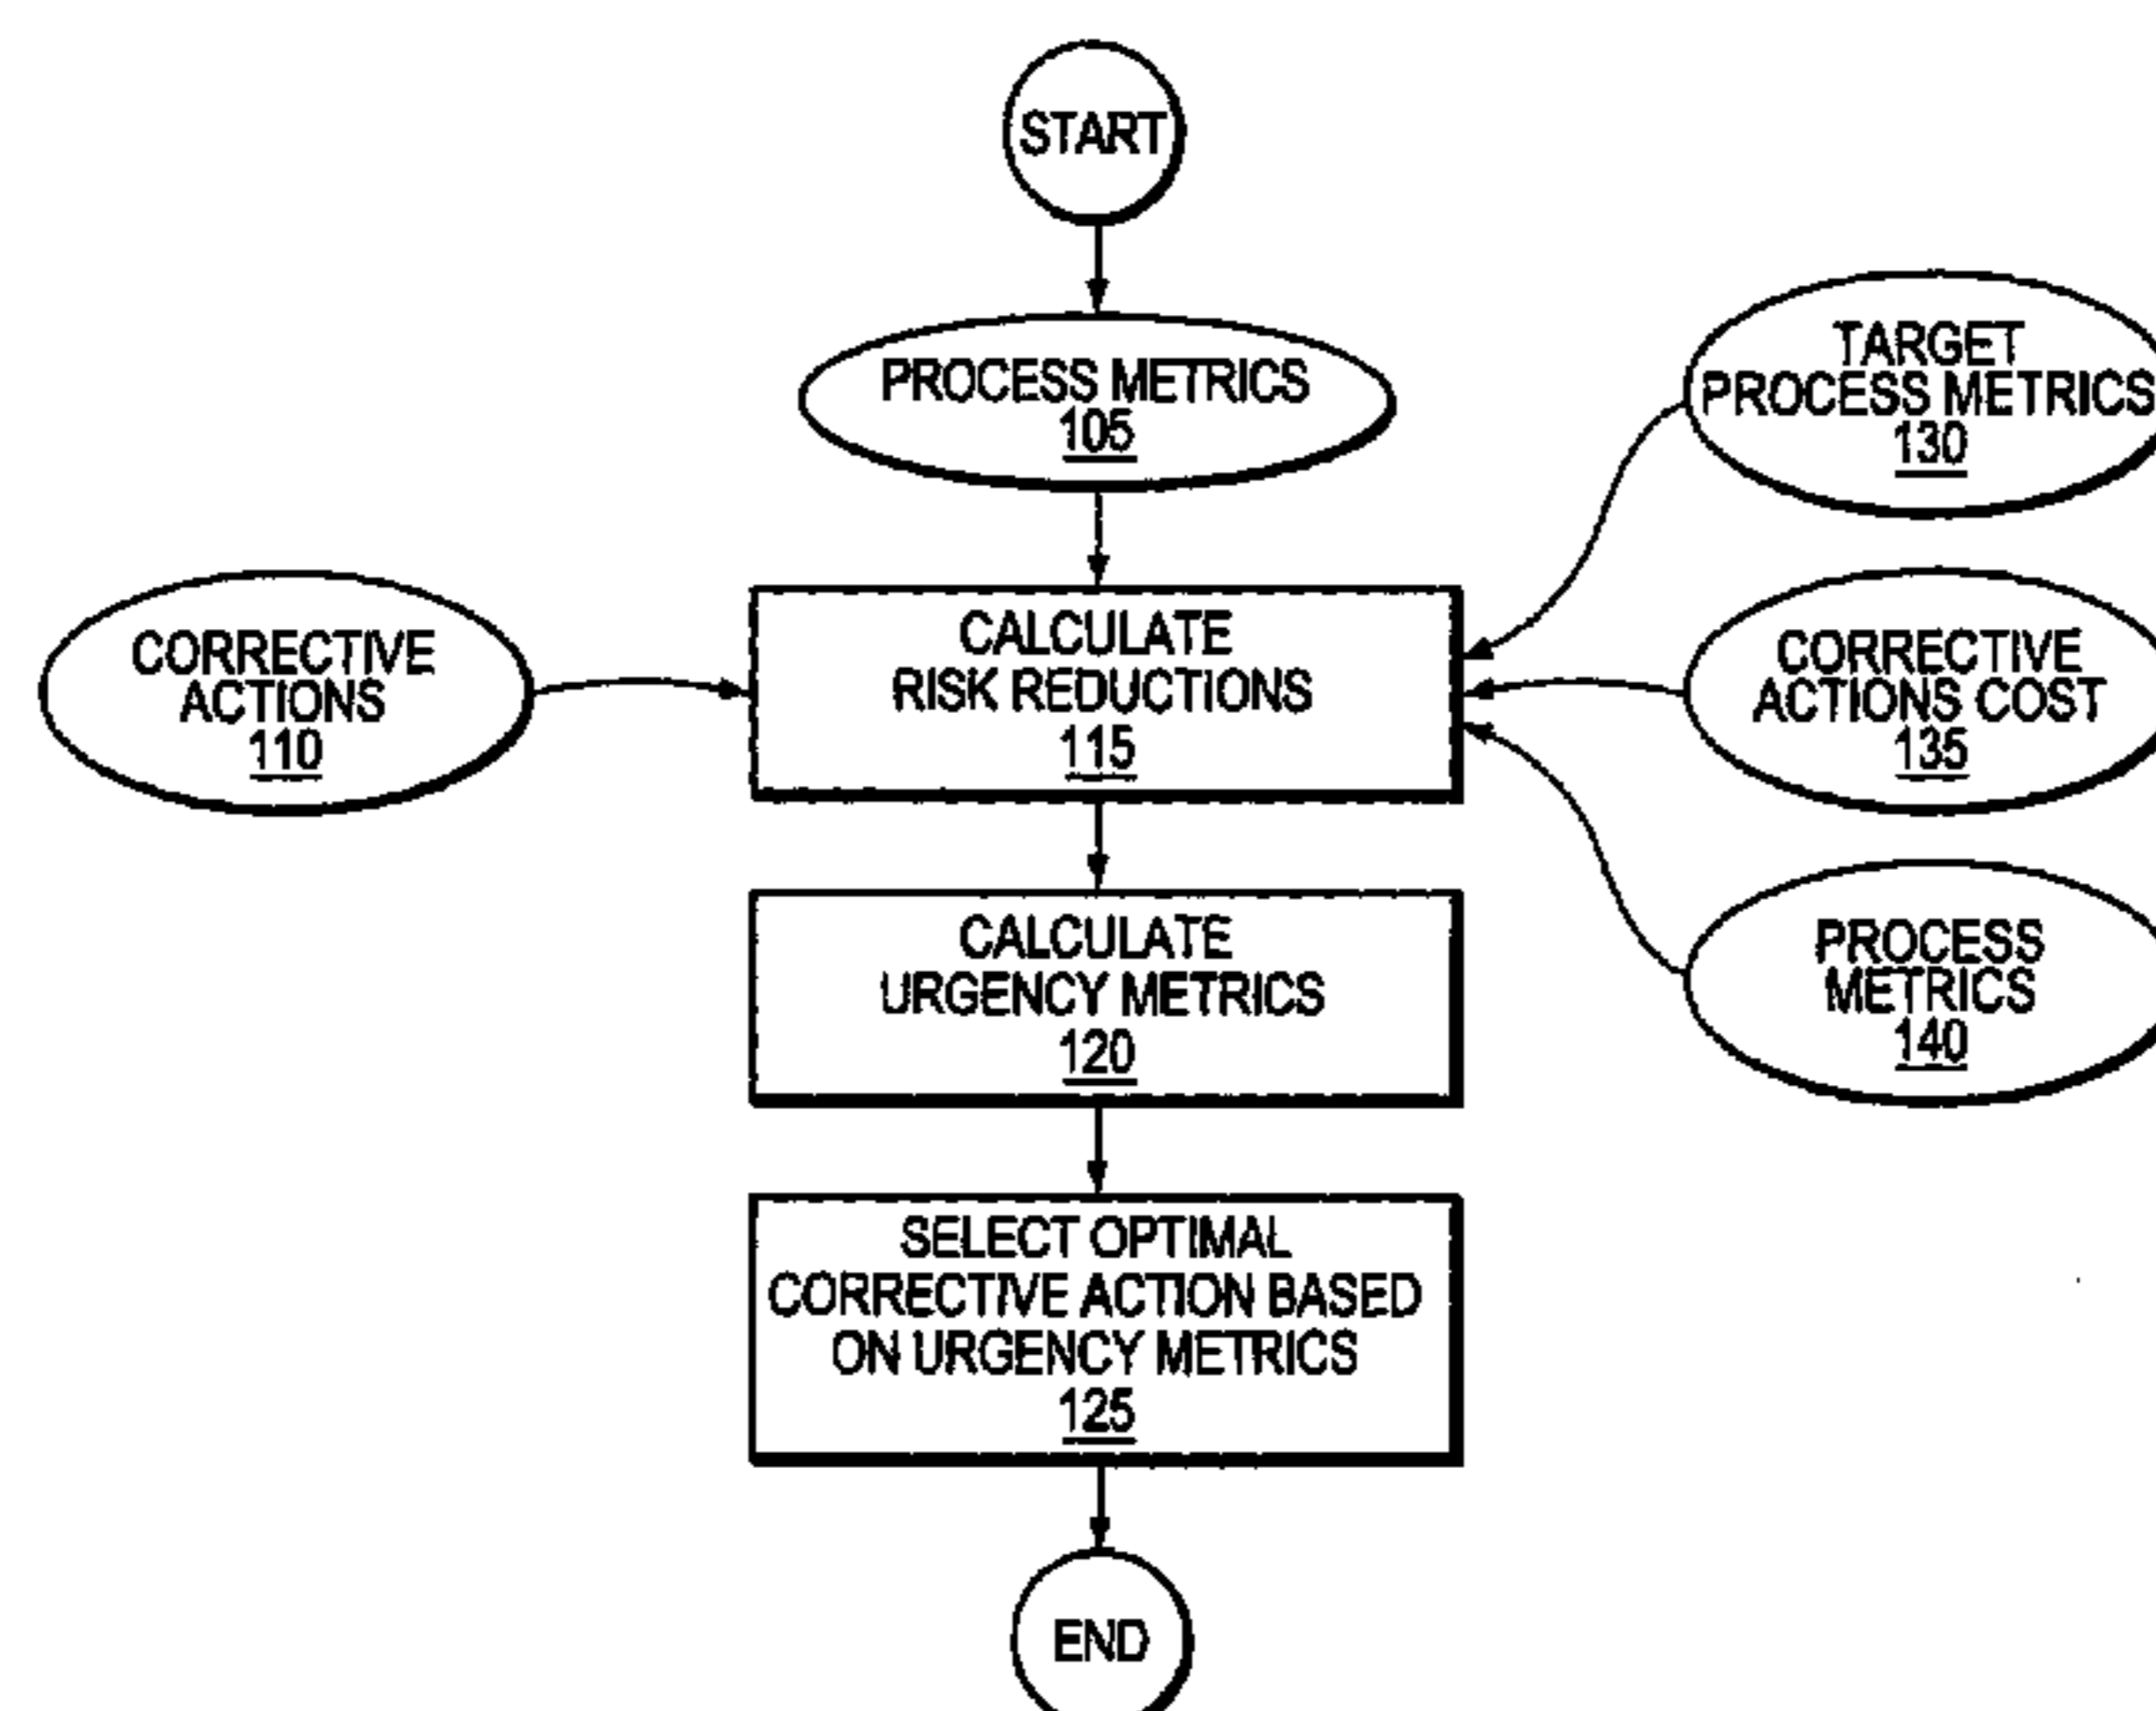 START
PROCESS METRICS
105
TARGET
PROCESS METRICS
130
CORRECTIVE
ACTIONS
110
CALCULATE
RISK REDUCTIONS
115
CORRECTIVE
ACTIONS COST
135
CALCULATE
URGENCY METRICS
120
PROCESS
METRICS
140
SELECT OPTIMAL
CORRECTIVE ACTION BASED
ON URGENCY METRICS
125
END